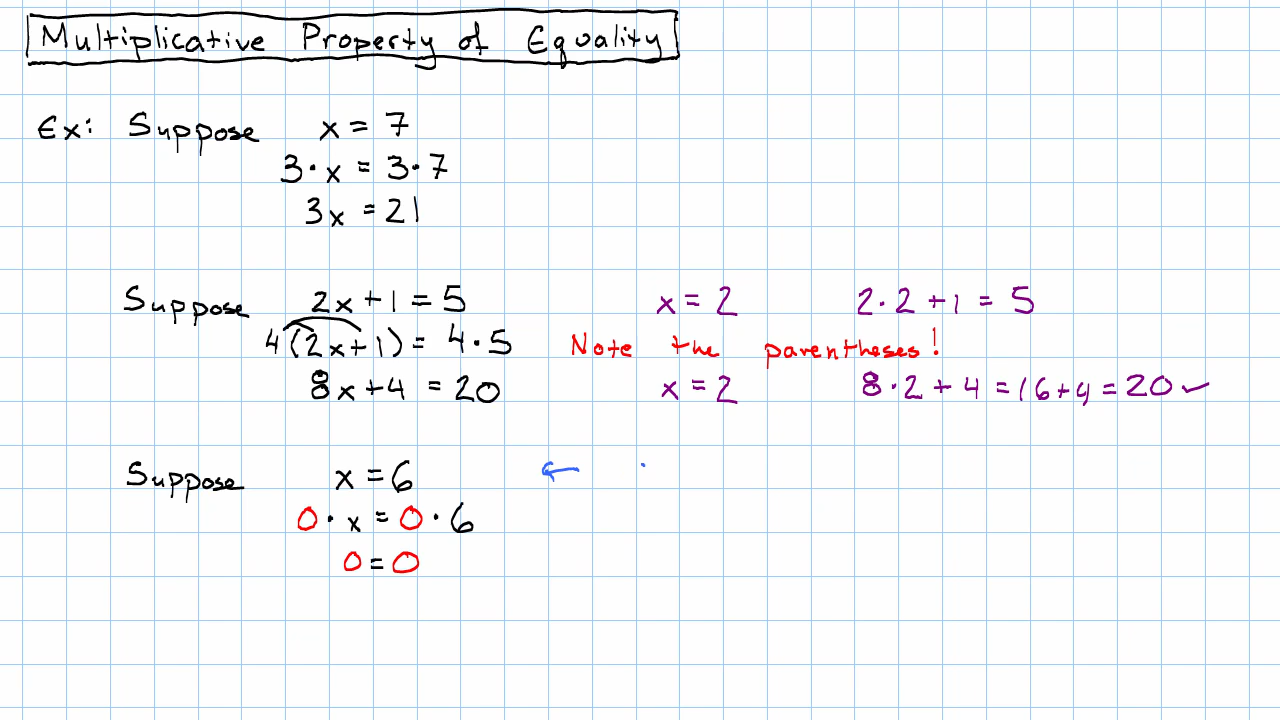 Multiplicative Property of Equality
Ex: Suppose x = 7
3 · x = 3 · 7
3x = 21
Suppose 2x + 1 = 5 x = 2 2 · 2 + 1 = 5
4(2x + 1) = 4 · 5 Note the parentheses!
8x + 4 = 20 x = 2 8 · 2 + 4 = 16 + 4 = 20 ✓
Suppose x = 6 ←
0 · x = 0 · 6
0 = 0